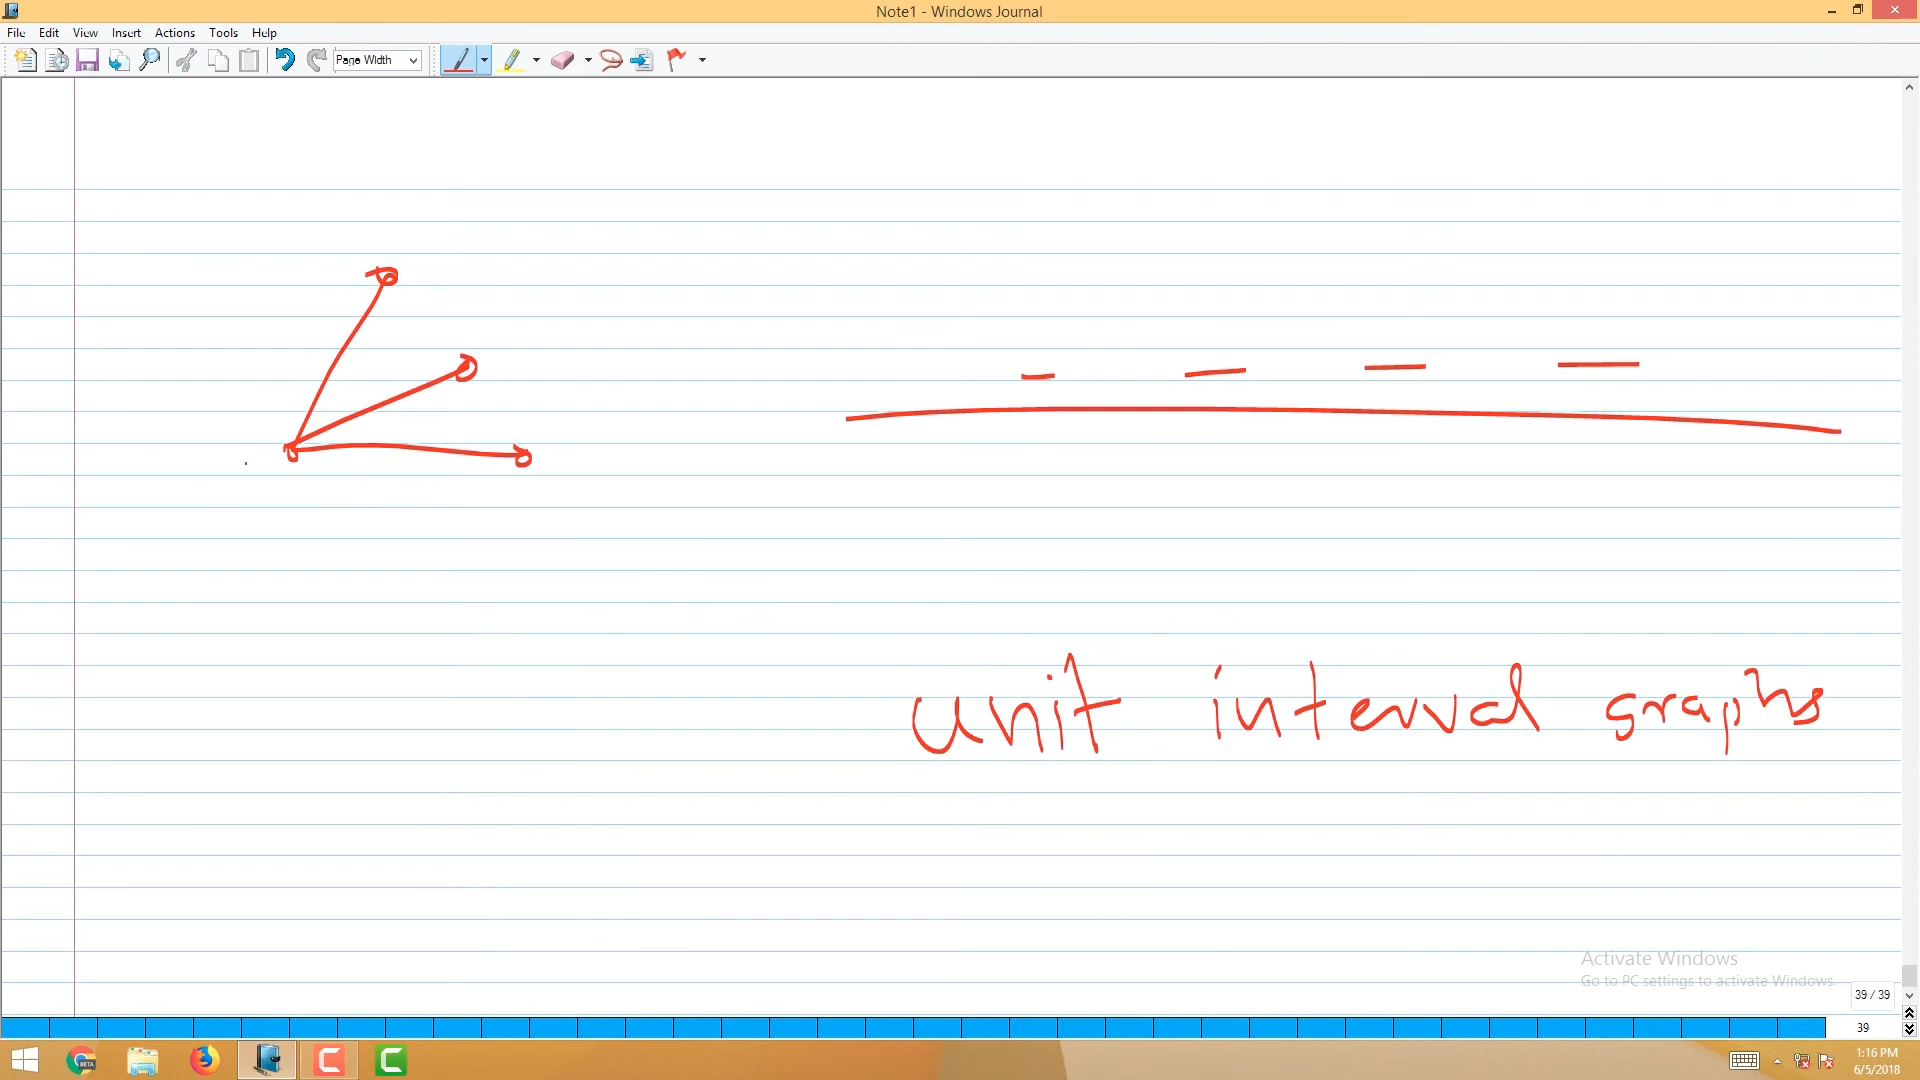 Note1 - Windows Journal
File Edit View Insert Actions Tools Help
Page Width
unit interval graphs
Activate Windows
Go to PC settings to activate Windows.
39 / 39
39
BETA
1:16 PM
6/5/2018